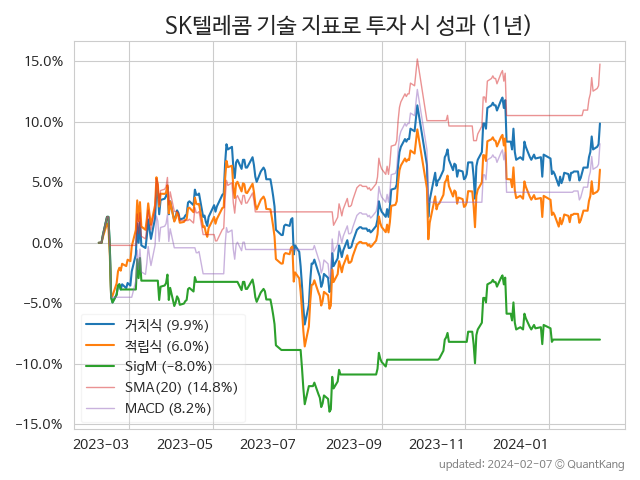 SK텔레콤 기술 지표로 투자 시 성과 (1년)
15.0%
10.0%
5.0%
0.0%
−5.0%
−10.0%
−15.0%
거치식 (9.9%)
적립식 (6.0%)
SigM (−8.0%)
SMA(20) (14.8%)
MACD (8.2%)
2023-03 2023-05 2023-07 2023-09 2023-11 2024-01
updated: 2024-02-07 © QuantKang